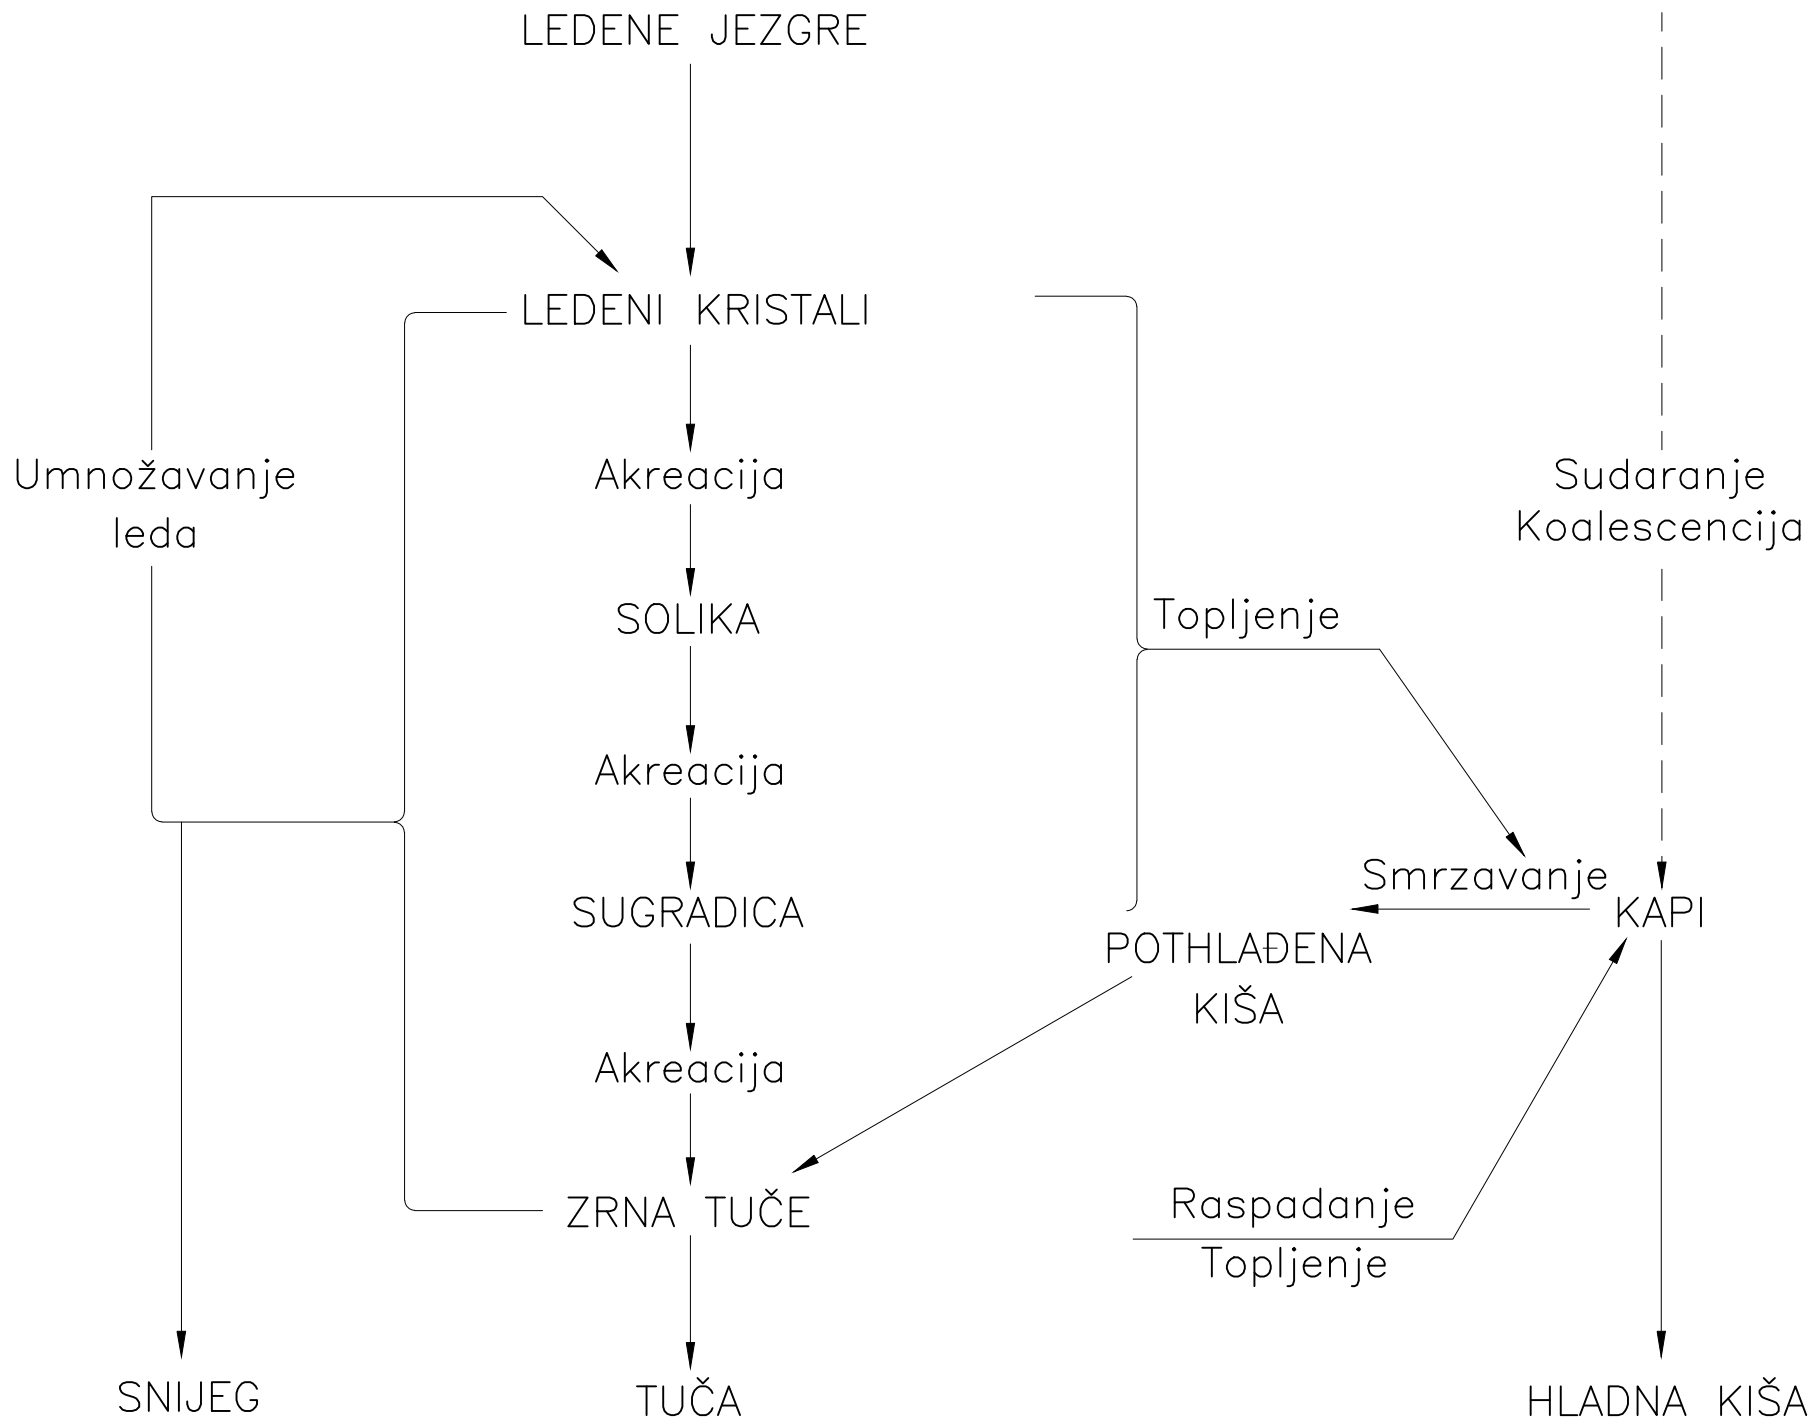 LEDENE JEZGRE
LEDENI KRISTALI
Umnožavanje
leda
Akreacija
Sudaranje
Koalescencija
SOLIKA
Topljenje
Akreacija
Smrzavanje
SUGRADICA
KAPI
POTHLAĐENA
KIŠA
Akreacija
ZRNA TUČE
Raspadanje
Topljenje
SNIJEG
TUČA
HLADNA KIŠA